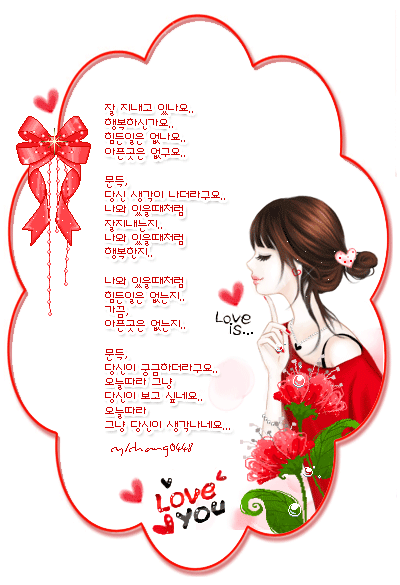 잘 지내고 있나요..
행복하신가요..
힘든일은 없나요..
아픈곳은 없구요..
문득,
당신 생각이 나더라구요..
나와 있을때처럼
잘지내는지..
나와 있을때처럼
행복한지..
나와 있을때처럼
힘든일은 없는지..
가끔,
아픈곳은 없는지..
문득,
당신이 궁금하더라구요..
오늘따라 그냥
당신이 보고 싶네요..
오늘따라
그냥 당신이 생각나네요...
Love
is...
Love
you